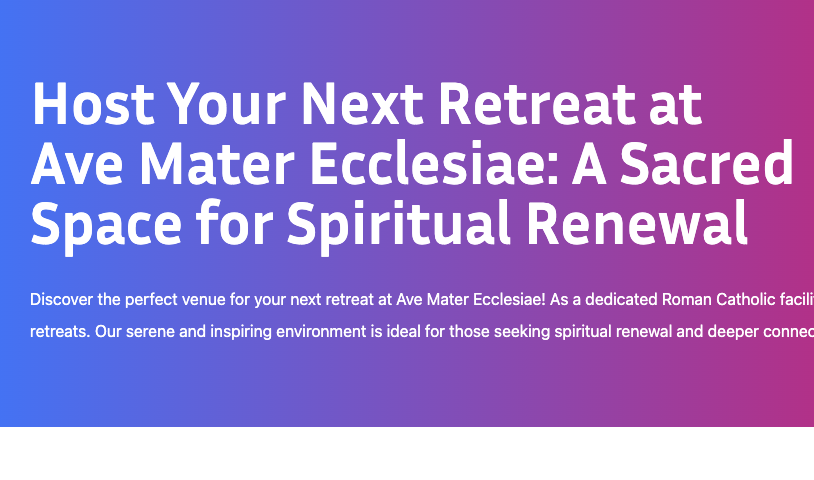 Host Your Next Retreat at
Ave Mater Ecclesiae: A Sacred
Space for Spiritual Renewal
Discover the perfect venue for your next retreat at Ave Mater Ecclesiae! As a dedicated Roman Catholic
retreats. Our serene and inspiring environment is ideal for those seeking spiritual renewal and deeper